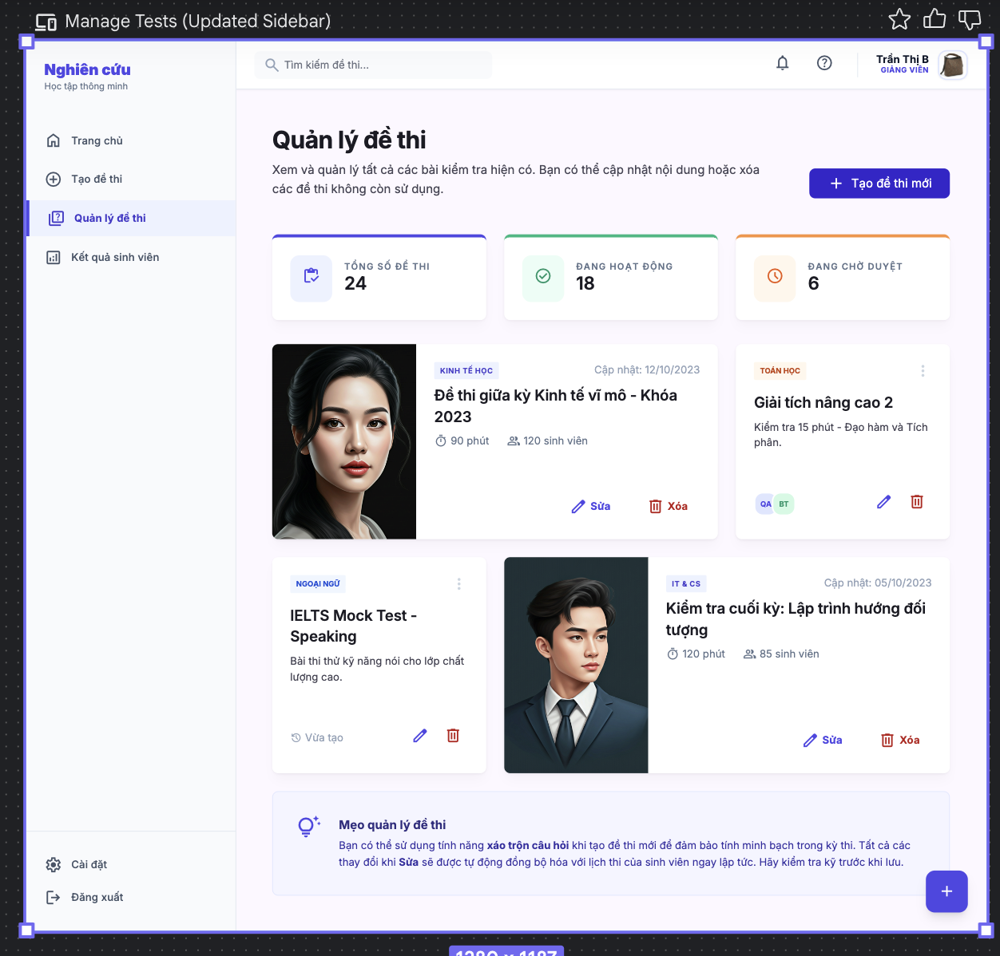 Manage Tests (Updated Sidebar)
Nghiên cứu
Học tập thông minh
Tìm kiếm đề thi...
Trần Thị B
GIẢNG VIÊN
Trang chủ
Tạo đề thi
Quản lý đề thi
Kết quả sinh viên
Cài đặt
Đăng xuất
Quản lý đề thi
Xem và quản lý tất cả các bài kiểm tra hiện có. Bạn có thể cập nhật nội dung hoặc xóa
các đề thi không còn sử dụng.
+ Tạo đề thi mới
TỔNG SỐ ĐỀ THI
24
ĐANG HOẠT ĐỘNG
18
ĐANG CHỜ DUYỆT
6
KINH TẾ HỌC
Cập nhật: 12/10/2023
Đề thi giữa kỳ Kinh tế vĩ mô - Khóa
2023
90 phút
120 sinh viên
Sửa
Xóa
TOÁN HỌC
Giải tích nâng cao 2
Kiểm tra 15 phút - Đạo hàm và Tích
phân.
QA
BT
NGOẠI NGỮ
IELTS Mock Test -
Speaking
Bài thi thử kỹ năng nói cho lớp chất
lượng cao.
Vừa tạo
IT & CS
Cập nhật: 05/10/2023
Kiểm tra cuối kỳ: Lập trình hướng đối
tượng
120 phút
85 sinh viên
Sửa
Xóa
Mẹo quản lý đề thi
Bạn có thể sử dụng tính năng xáo trộn câu hỏi khi tạo đề thi mới để đảm bảo tính minh bạch trong kỳ thi. Tất cả các
thay đổi khi Sửa sẽ được tự động đồng bộ hóa với lịch thi của sinh viên ngay lập tức. Hãy kiểm tra kỹ trước khi lưu.
+
1280 × 1187